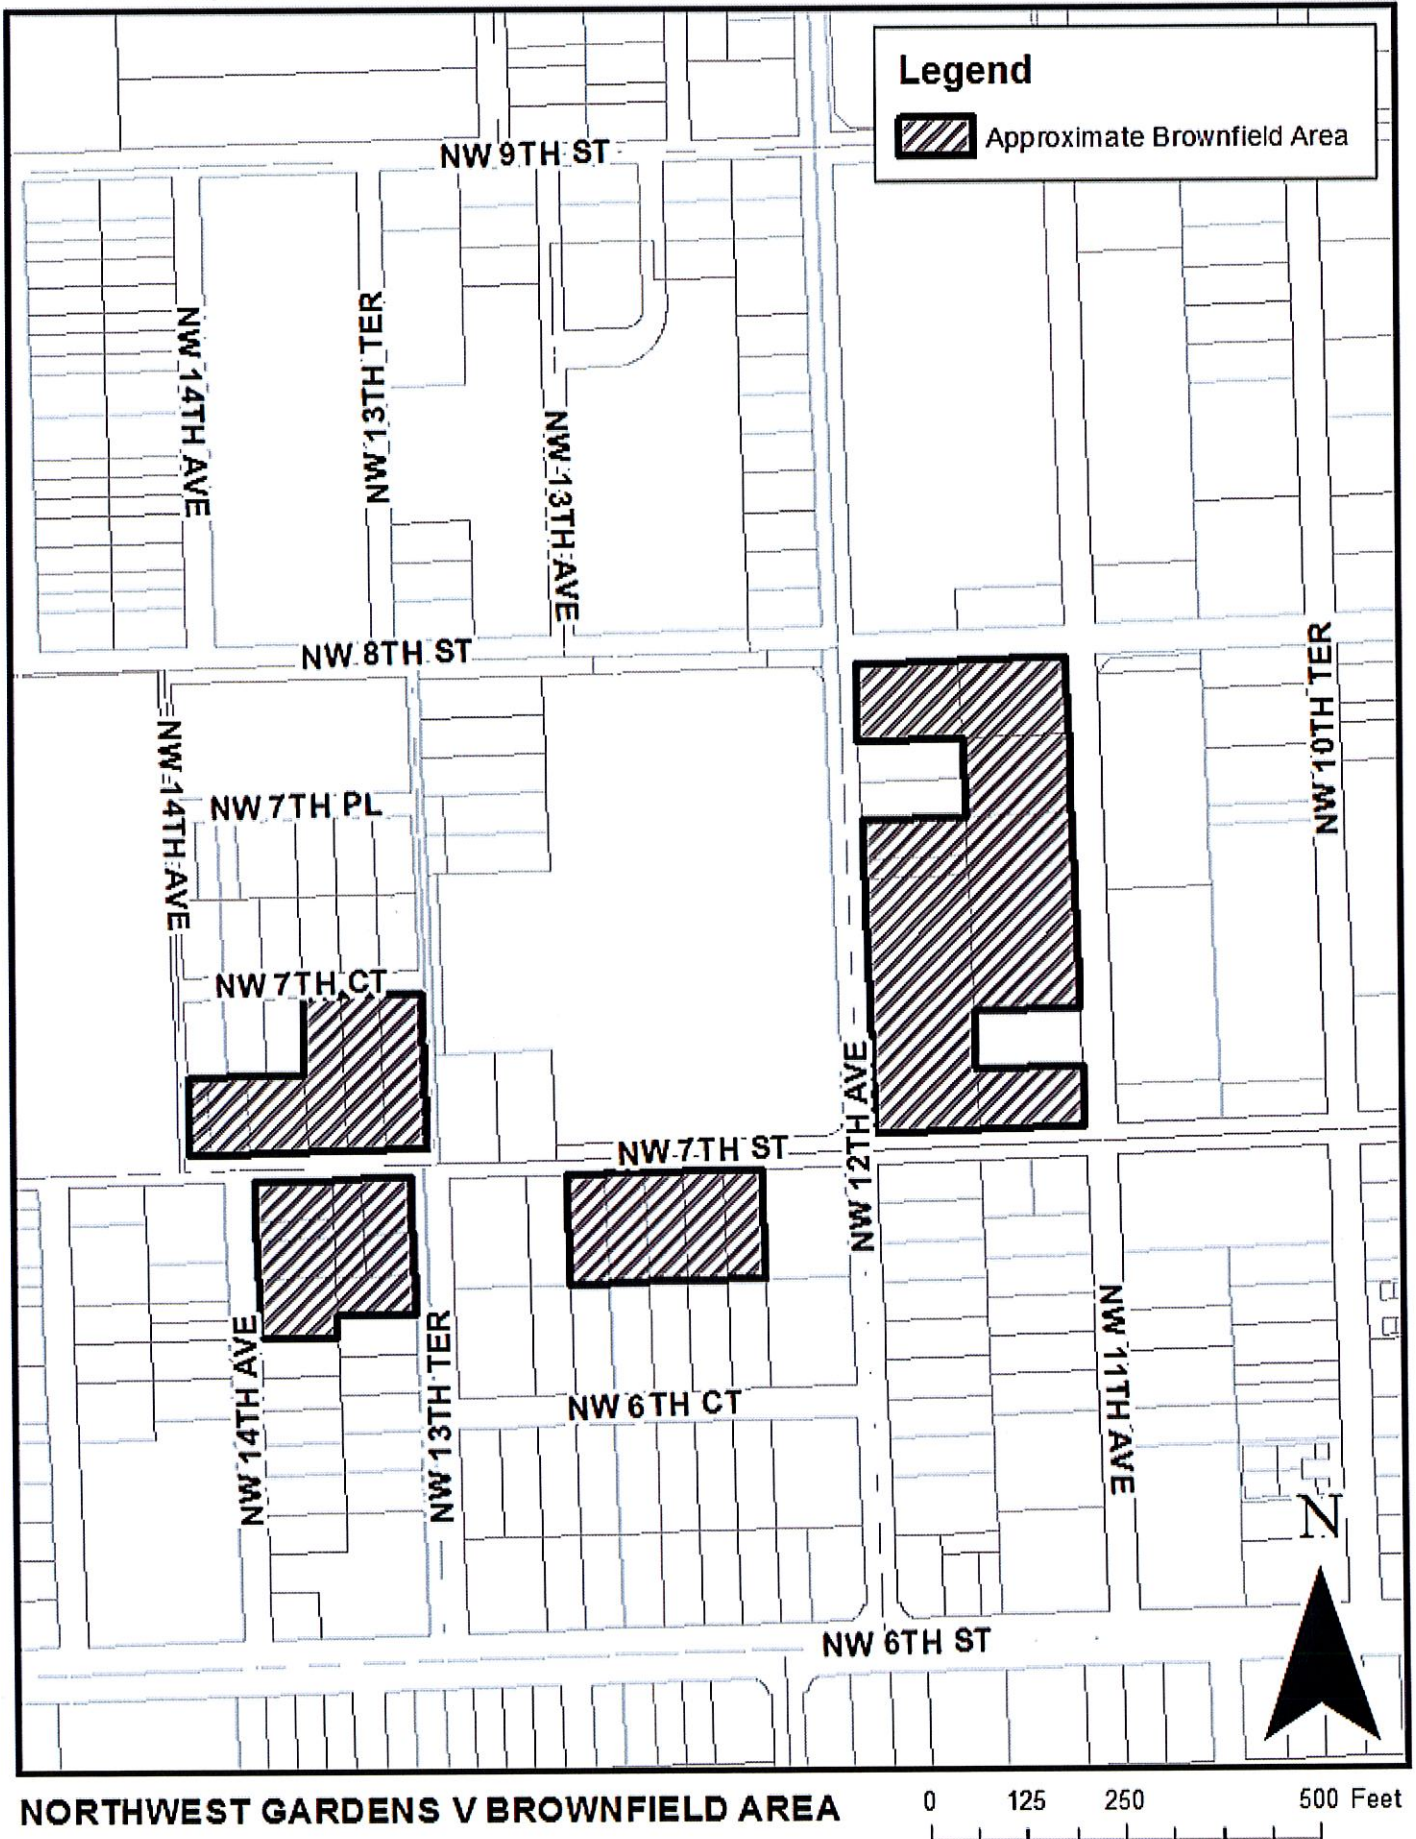 Legend
Approximate Brownfield Area
NW 9TH ST
NW 14TH AVE
NW 13TH TER
NW 13TH AVE
NW 8TH ST
NW 10TH TER
NW 14TH AVE
NW 7TH PL
NW 7TH CT
NW 12TH AVE
NW 7TH ST
NW 14TH AVE
NW 13TH TER
NW 6TH CT
NW 11TH AVE
N
NW 6TH ST
NORTHWEST GARDENS V BROWNFIELD AREA
0 125 250 500 Feet